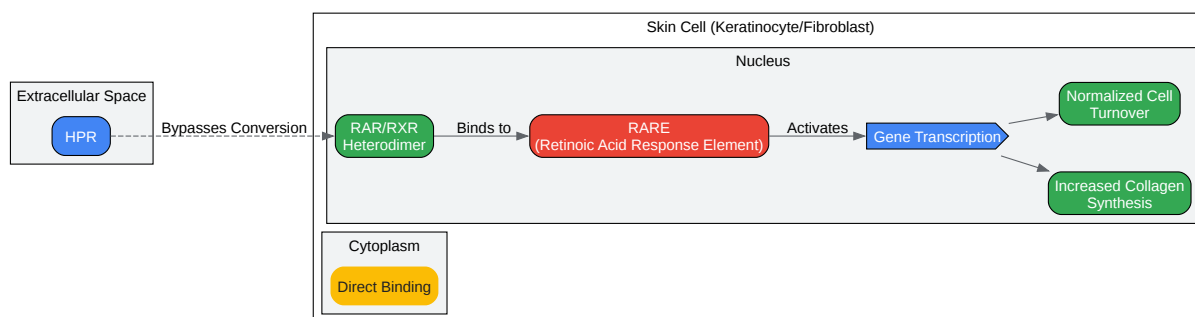 Skin Cell (Keratinocyte/Fibroblast)
Nucleus
Extracellular Space
HPR
Bypasses Conversion
RAR/RXR
Heterodimer
Binds to
RARE
(Retinoic Acid Response Element)
Activates
Gene Transcription
Normalized Cell
Turnover
Increased Collagen
Synthesis
Cytoplasm
Direct Binding